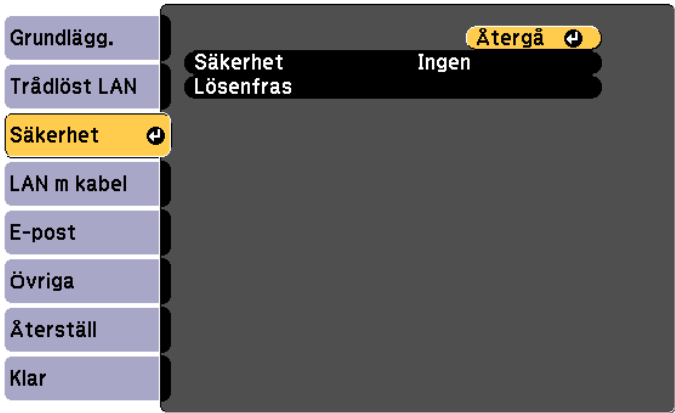 Grundlägg.
Trådlöst LAN
Säkerhet
LAN m kabel
E-post
Övriga
Återställ
Klar
Återgå
Säkerhet Ingen
Lösenfras